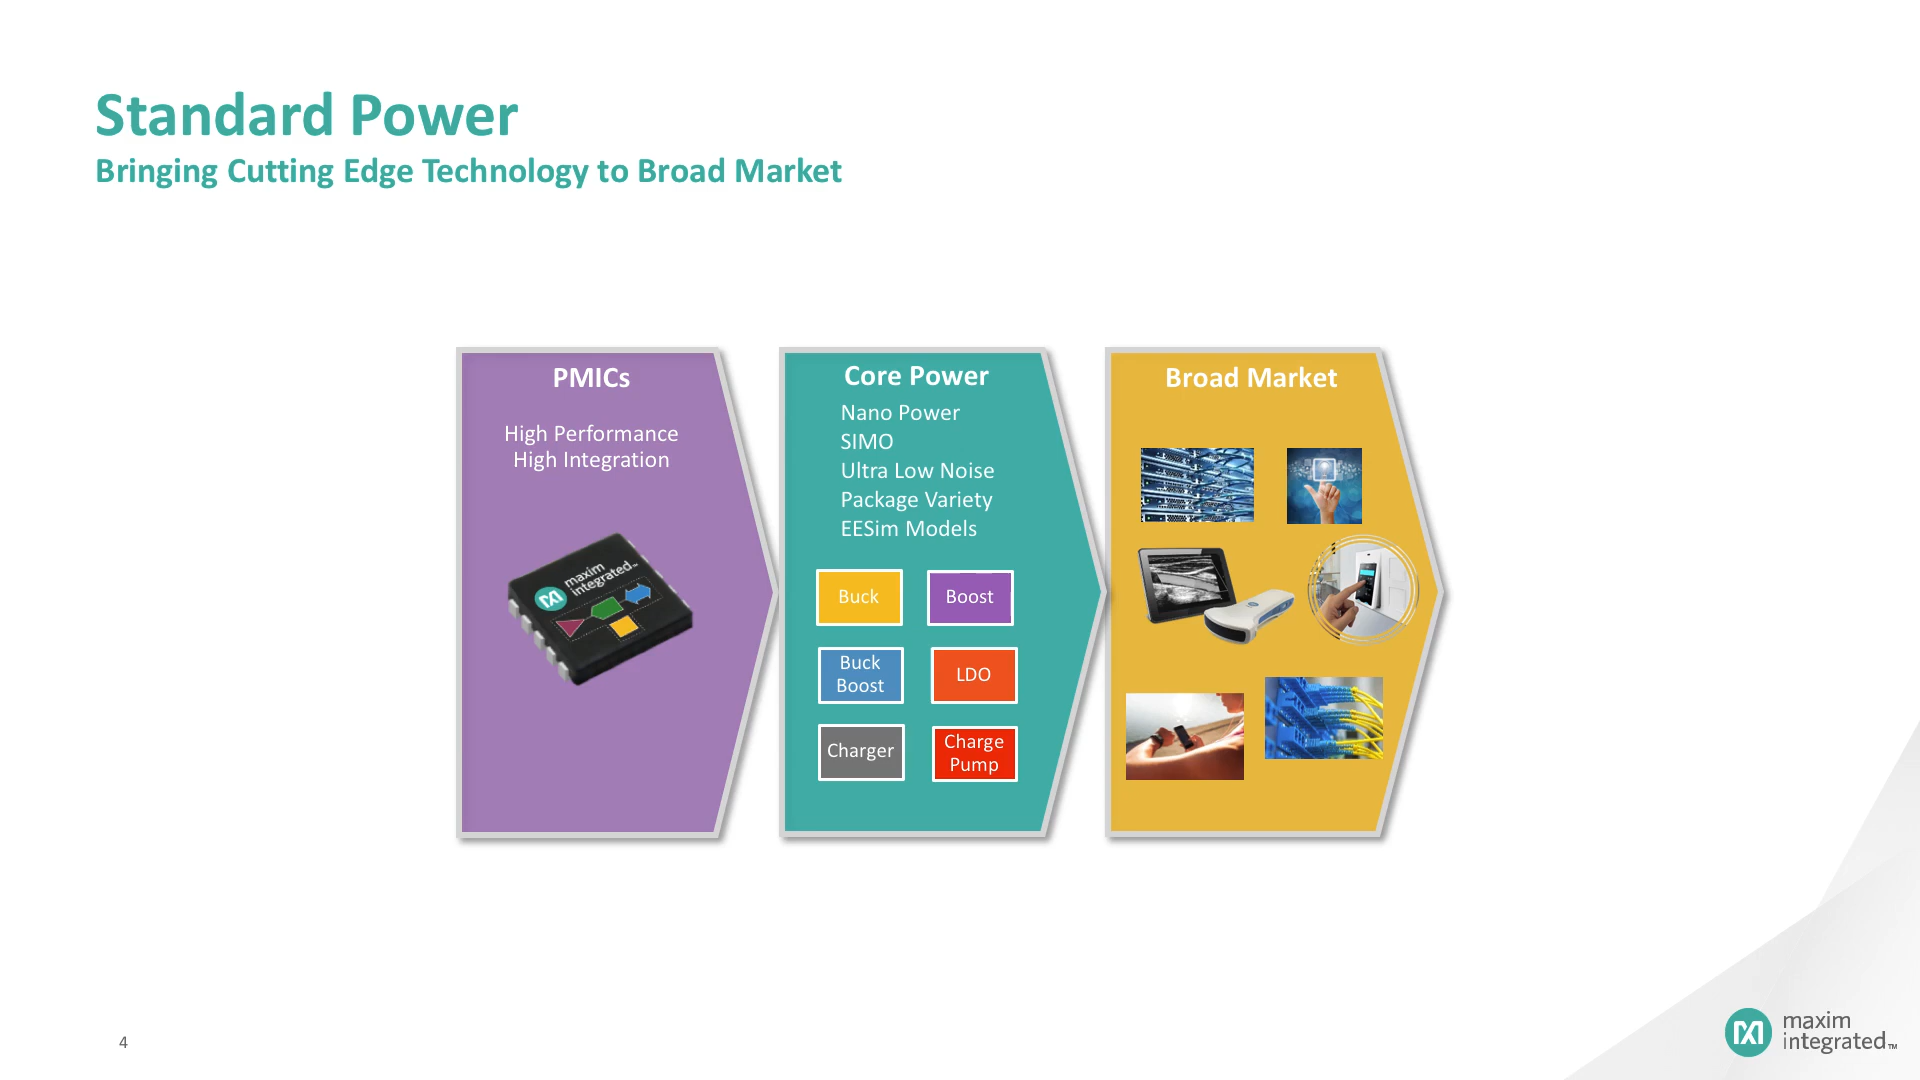 Standard Power
Bringing Cutting Edge Technology to Broad Market
PMICs
High Performance
High Integration
maxim
integrated™
Core Power
Nano Power
SIMO
Ultra Low Noise
Package Variety
EESim Models
Buck
Boost
Buck
Boost
LDO
Charger
Charge
Pump
Broad Market
4
maxim
integrated™